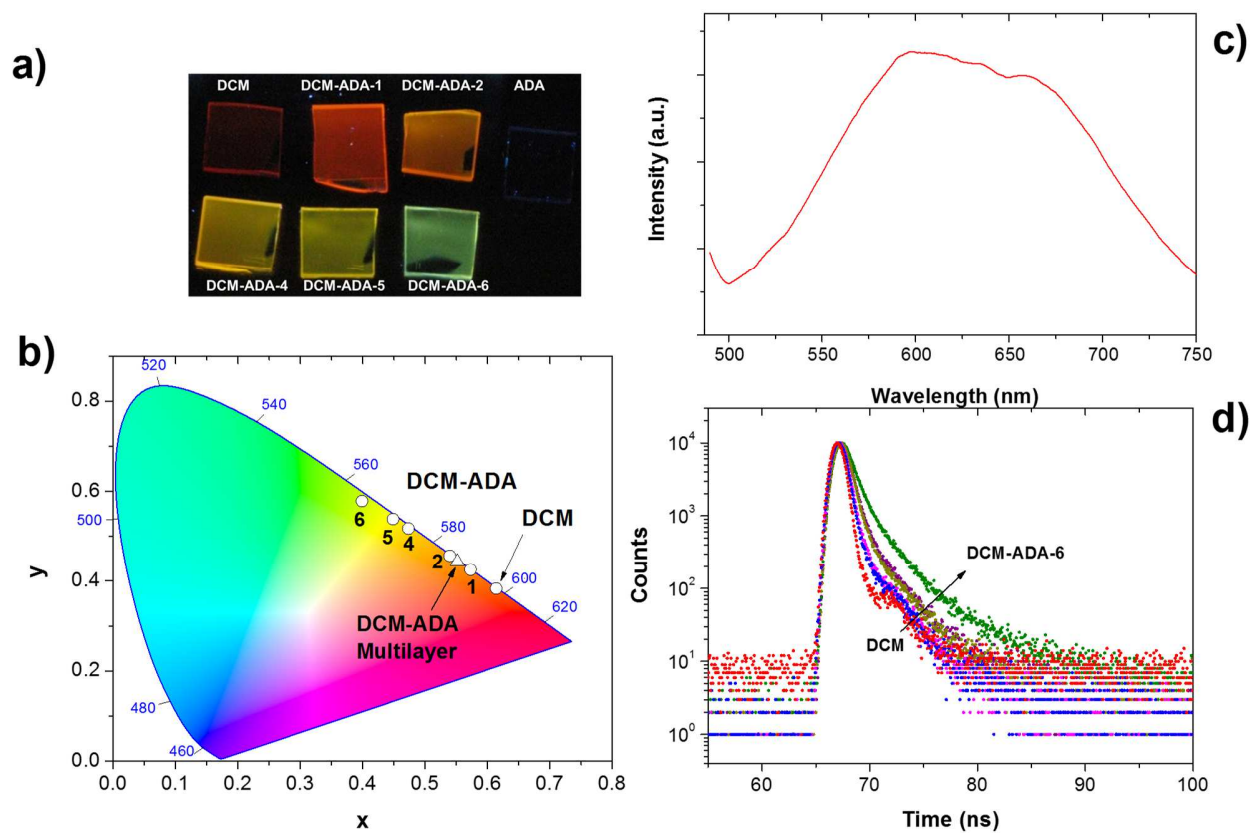 a)
DCM DCM-ADA-1 DCM-ADA-2 ADA
DCM-ADA-4 DCM-ADA-5 DCM-ADA-6
c)
Intensity (a.u.)
500 550 600 650 700 750
Wavelength (nm)
b)
520
540
560
580
600
620
500
480
460
DCM-ADA
DCM
6
5
4
2
1
DCM-ADA
Multilayer
0.8
0.6
0.4
0.2
0.0
y
0.0 0.1 0.2 0.3 0.4 0.5 0.6 0.7 0.8
x
d)
10⁴
10³
10²
10¹
10⁰
Counts
DCM-ADA-6
DCM
60 70 80 90 100
Time (ns)